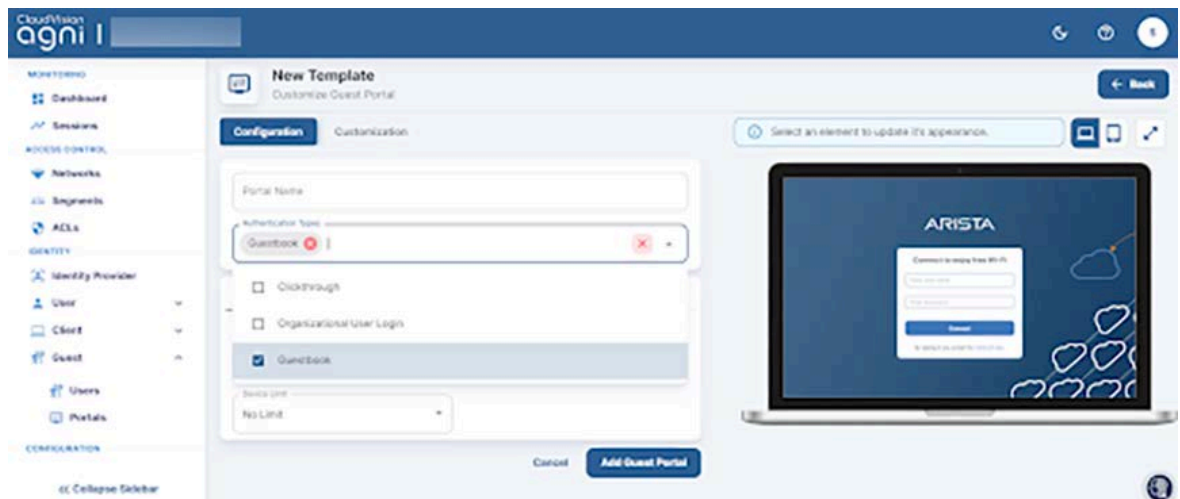 CloudVision
agni
MONITORING
Dashboard
Sessions
ACCESS CONTROL
Networks
Segments
ACLs
IDENTITY
Identity Provider
User
Client
Guest
Users
Portals
CONFIGURATION
Collapse Sidebar
New Template
Customize Guest Portal
Back
Configuration
Customization
Select an element to update it's appearance.
Portal Name
Authentication Types
Guestbook
Clickthrough
Organizational User Login
Guestbook
Device Limit
No Limit
Cancel
Add Guest Portal
ARISTA
Connect to enjoy free Wi-Fi
Connect